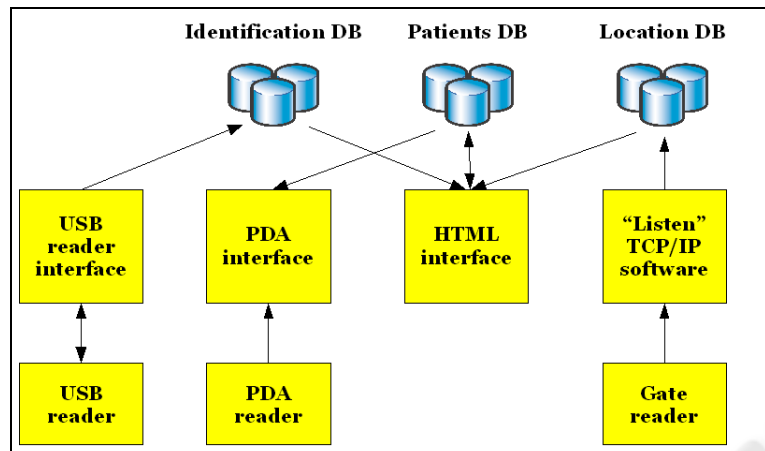 Identification DB
Patients DB
Location DB
USB
reader
interface
PDA
interface
HTML
interface
“Listen”
TCP/IP
software
USB
reader
PDA
reader
Gate
reader